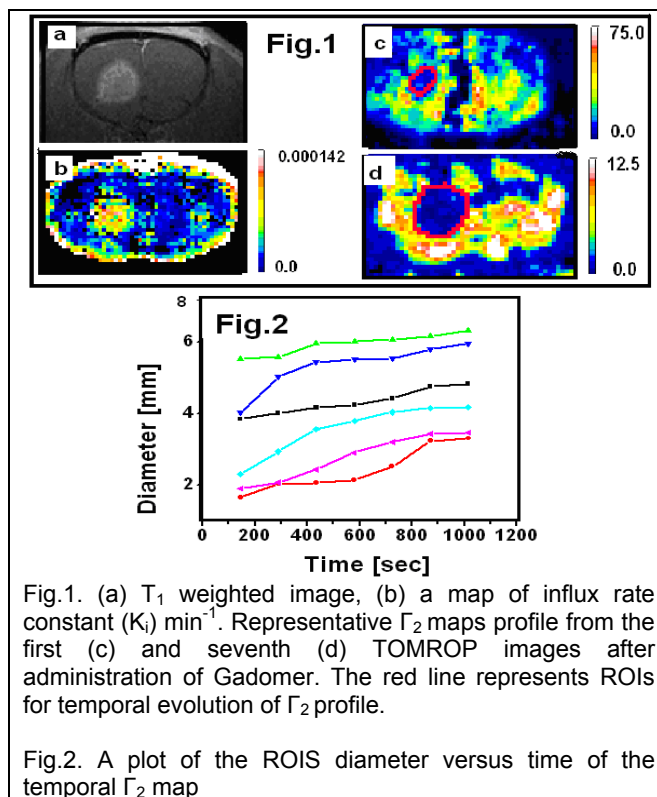 a
Fig.1
c
75.0
0.0
b
0.000142
0.0
d
12.5
0.0
Fig.2
8
6
4
2
Diameter [mm]
0 200 400 600 800 1000 1200
Time [sec]
Fig.1. (a) T₁ weighted image, (b) a map of influx rate
constant (Kᵢ) min⁻¹. Representative Γ₂ maps profile from the
first (c) and seventh (d) TOMROP images after
administration of Gadomer. The red line represents ROIs
for temporal evolution of Γ₂ profile.
Fig.2. A plot of the ROIS diameter versus time of the
temporal Γ₂ map